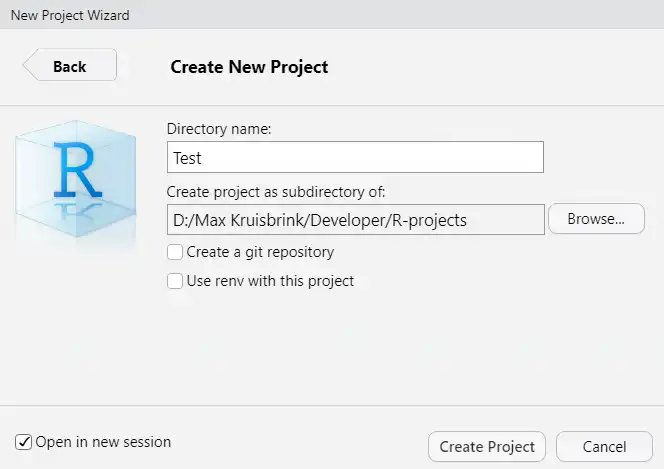 New Project Wizard
Back
Create New Project
R
Directory name:
Test
Create project as subdirectory of:
D:/Max Kruisbrink/Developer/R-projects
Browse...
Create a git repository
Use renv with this project
Open in new session
Create Project
Cancel